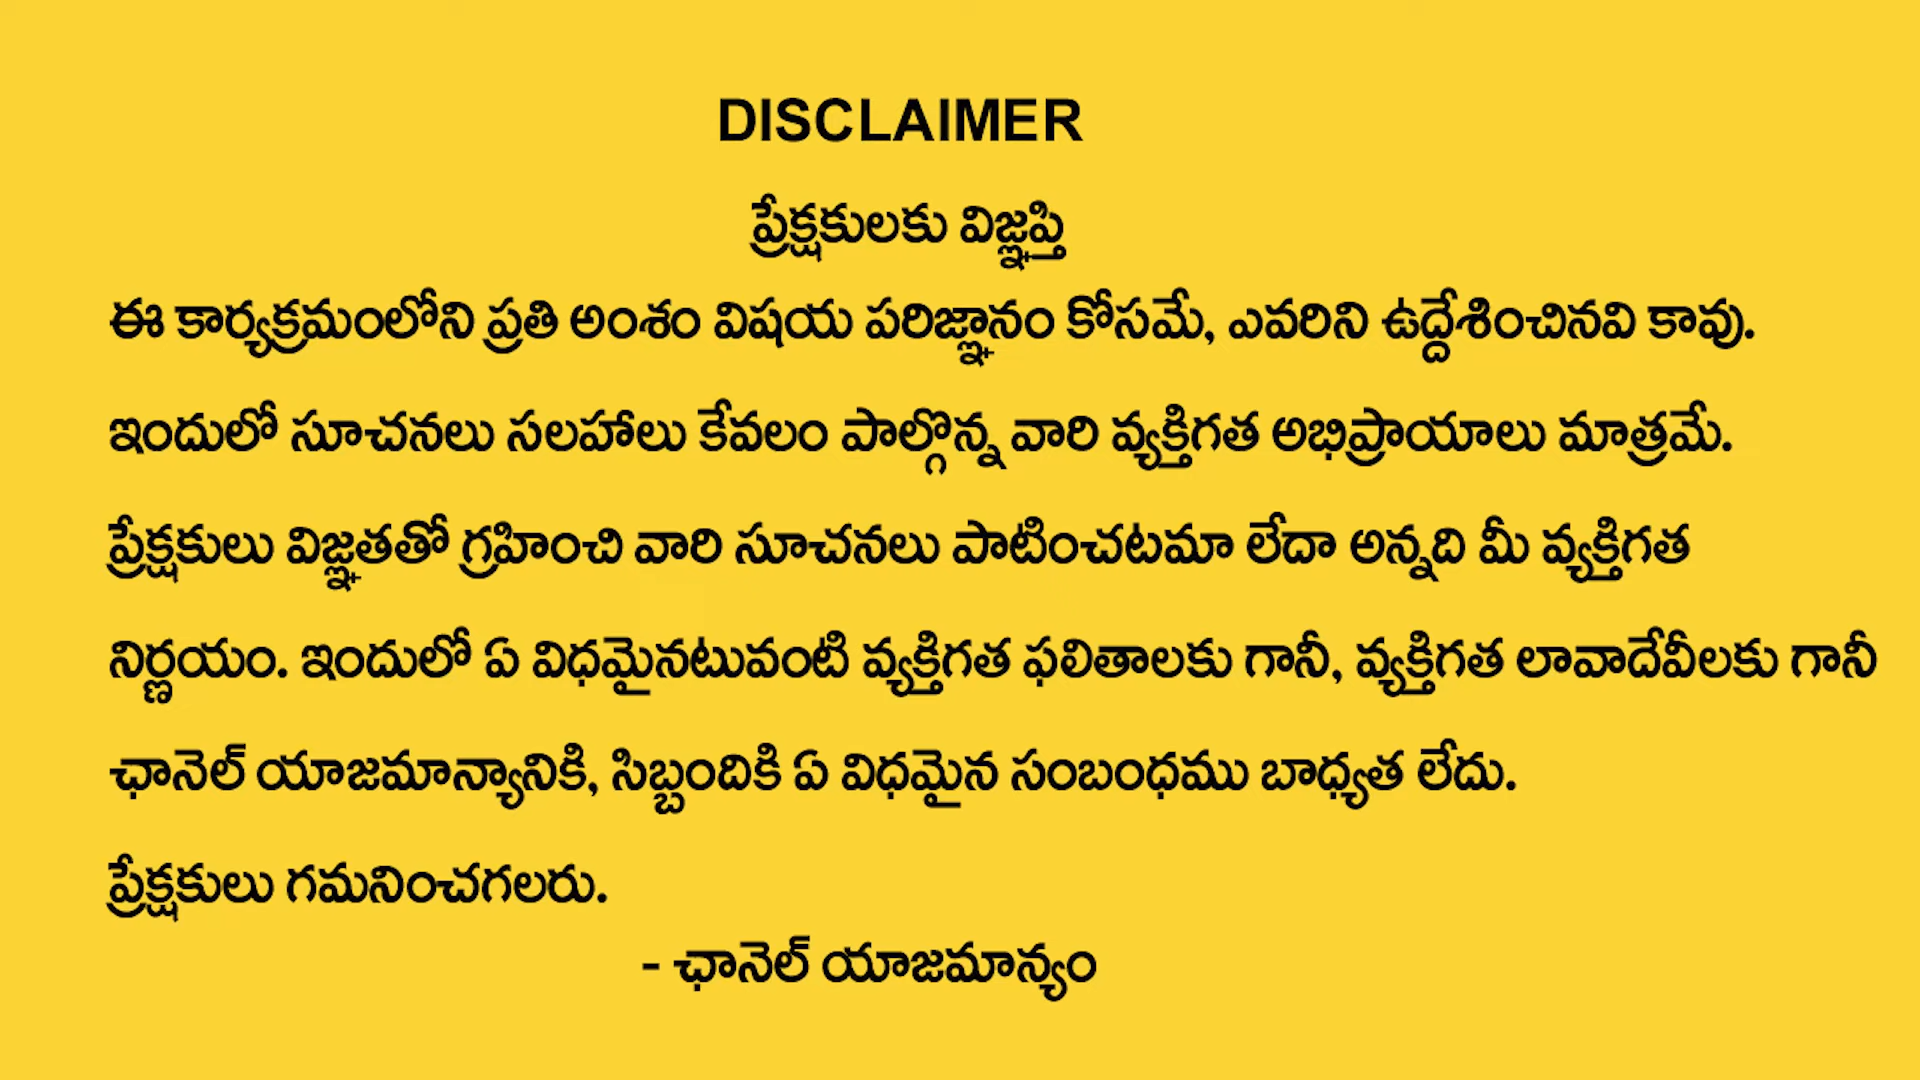 DISCLAIMER
ప్రేక్షకులకు విజ్ఞప్తి
ఈ కార్యక్రమంలోని ప్రతి అంశం విషయ పరిజ్ఞానం కోసమే, ఎవరిని ఉద్దేశించినవి కావు.
ఇందులో సూచనలు సలహాలు కేవలం పాల్గొన్న వారి వ్యక్తిగత అభిప్రాయాలు మాత్రమే.
ప్రేక్షకులు విజ్ఞతతో గ్రహించి వారి సూచనలు పాటించటమా లేదా అన్నది మీ వ్యక్తిగత
నిర్ణయం. ఇందులో ఏ విధమైనటువంటి వ్యక్తిగత ఫలితాలకు గానీ, వ్యక్తిగత లావాదేవీలకు గానీ
ఛానెల్ యాజమాన్యానికి, సిబ్బందికి ఏ విధమైన సంబంధము బాధ్యత లేదు.
ప్రేక్షకులు గమనించగలరు.
- ఛానెల్ యాజమాన్యం